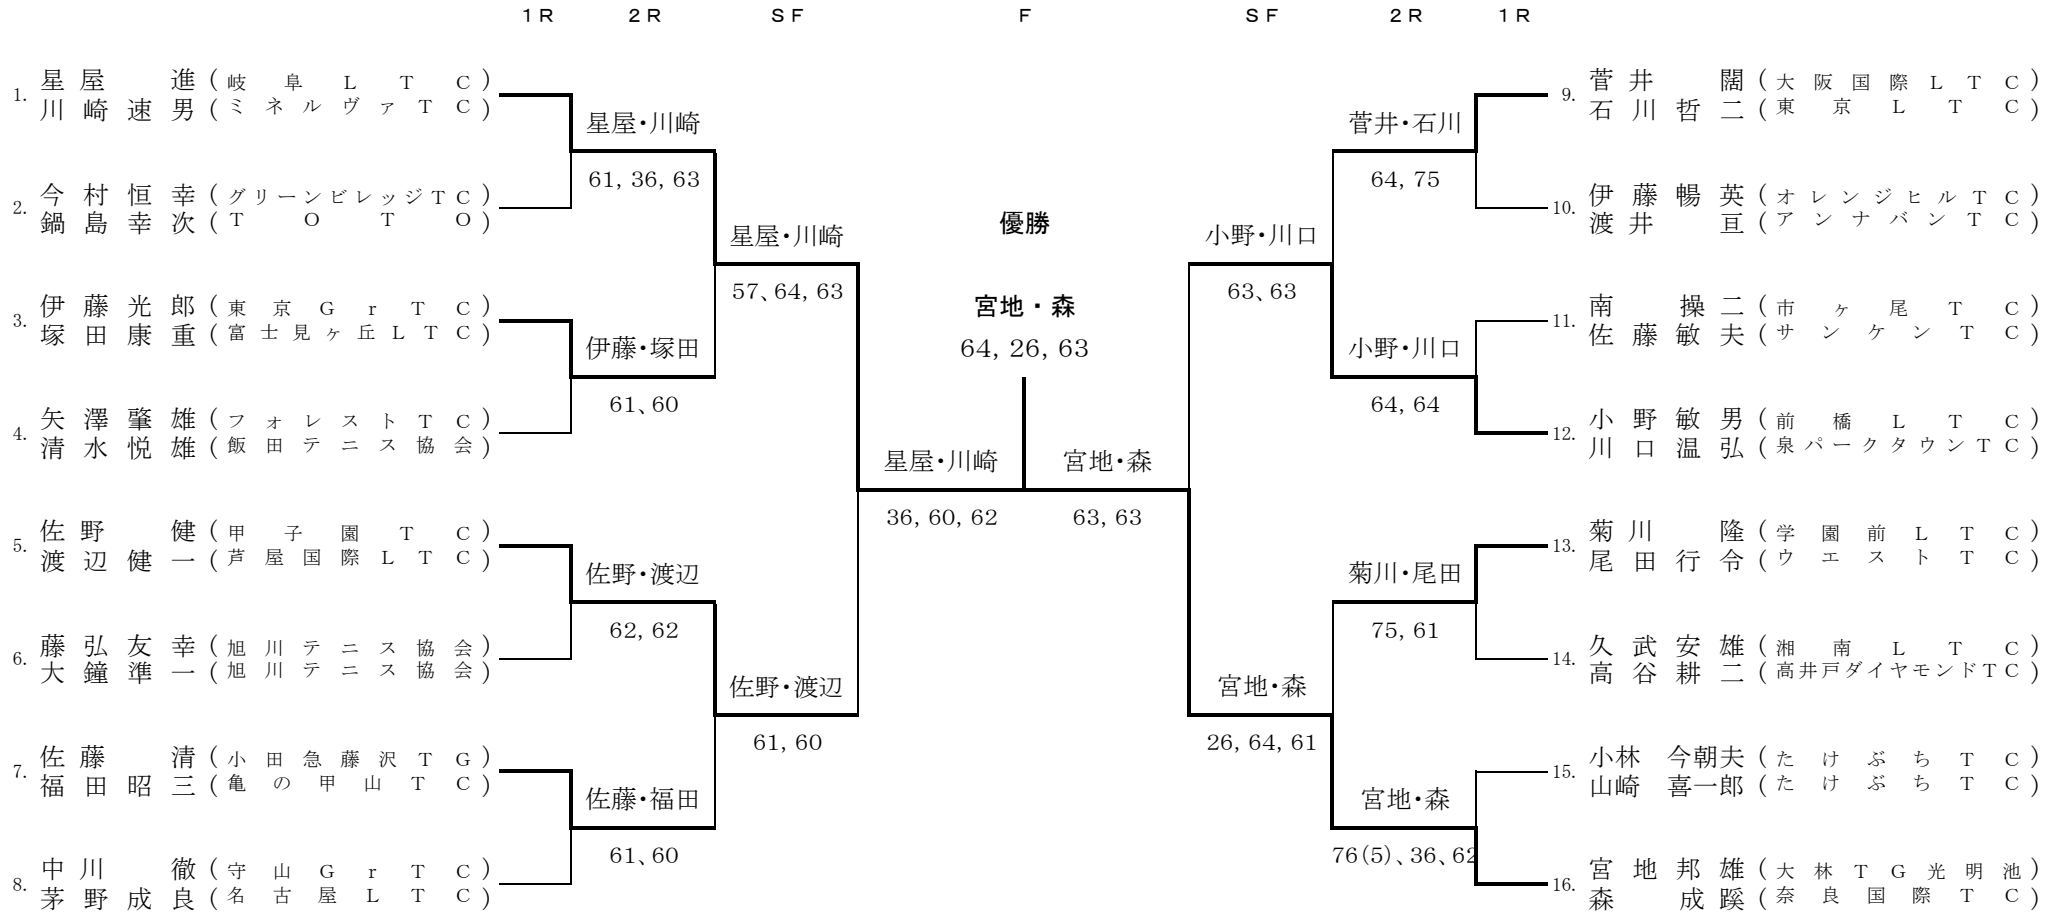 1R 2R SF F SF 2R 1R
1. 星屋 進 (岐阜LTC)
川崎速男 (ミネルヴァTC)
2. 今村恒幸 (グリーンビレッジTC)
鍋島幸次 (TOTO)
3. 伊藤光郎 (東京GrTC)
塚田康重 (富士見ヶ丘LTC)
4. 矢澤肇雄 (フォレストTC)
清水悦雄 (飯田テニス協会)
5. 佐野 健 (甲子園TC)
渡辺健一 (芦屋国際LTC)
6. 藤弘友幸 (旭川テニス協会)
大鐘準一 (旭川テニス協会)
7. 佐藤 清 (小田急藤沢TG)
福田昭三 (亀の甲山TC)
8. 中川 徹 (守山GrTC)
茅野成良 (名古屋LTC)
星屋・川崎
61, 36, 63
伊藤・塚田
61、60
佐野・渡辺
62, 62
佐藤・福田
61、60
星屋・川崎
57、64, 63
佐野・渡辺
61, 60
星屋・川崎
36, 60, 62
優勝
宮地・森
64, 26, 63
宮地・森
63, 63
小野・川口
63、63
宮地・森
26, 64, 61
菅井・石川
64, 75
小野・川口
64, 64
菊川・尾田
75, 61
宮地・森
76(5)、36、62
9. 菅井 闊 (大阪国際LTC)
石川哲二 (東京LTC)
10. 伊藤暢英 (オレンジヒルTC)
渡井 亘 (アンナバンTC)
11. 南 操二 (市ヶ尾TC)
佐藤敏夫 (サンケンTC)
12. 小野敏男 (前橋LTC)
川口温弘 (泉パークタウンTC)
13. 菊川 隆 (学園前LTC)
尾田行令 (ウエストTC)
14. 久武安雄 (湘南LTC)
高谷耕二 (高井戸ダイヤモンドTC)
15. 小林 今朝夫 (たけぶちTC)
山崎 喜一郎 (たけぶちTC)
16. 宮地邦雄 (大林TG光明池)
森 成蹊 (奈良国際TC)